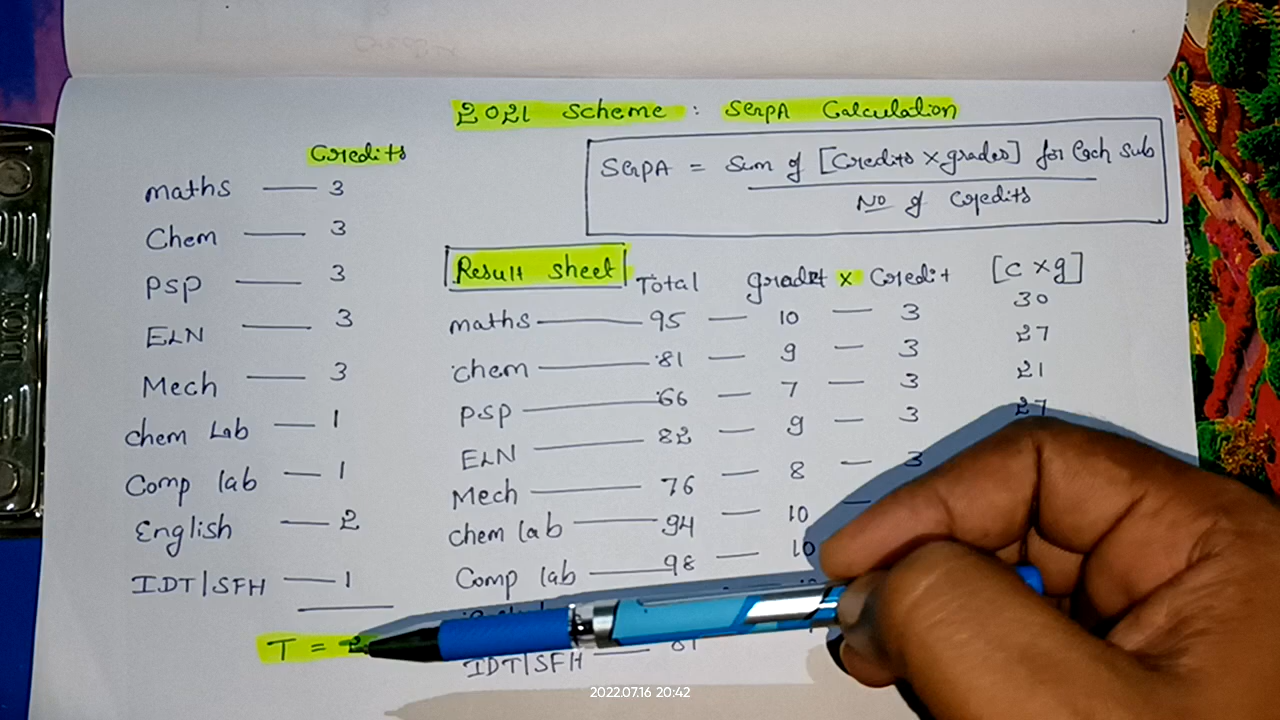 2021 Scheme : SGPA Calculation
Credits
maths — 3
Chem — 3
PSP — 3
ELN — 3
Mech — 3
chem Lab — 1
Comp lab — 1
English — 2
IDT/SFH — 1
T =
SGPA = Sum of [Credits × grades] for Each Sub
No of Credits
Result sheet
Total × Credit [C × g]
maths — 95 — 10 — 3 30
chem — 81 — 9 — 3 27
PSP — 66 — 7 — 3 21
ELN — 82 — 9 — 3 27
Mech — 76 — 8 — 3
chem lab — 94 — 10 —
Comp lab — 98 — 10
IDT/SFH — 81
2022.07.16 20:42